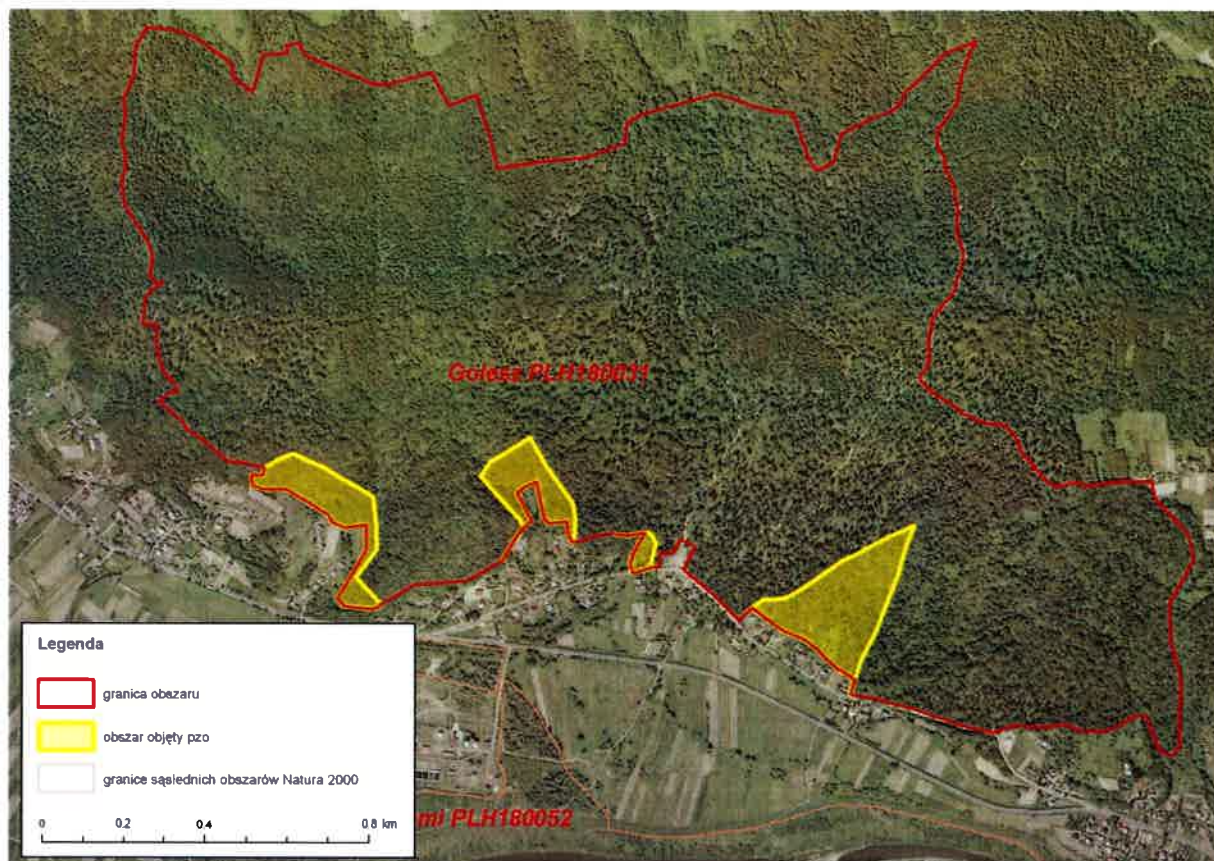 Golesz PLH180031
Legenda
granica obszaru
obszar objęty pzo
granice sąsiednich obszarów Natura 2000
0 0.2 0.4 0.8 km
mi PLH180052